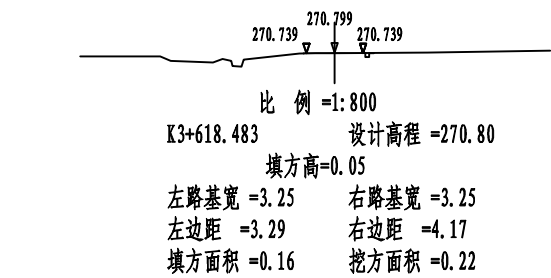 270.799
270.739 270.739
比 例 =1:800
K3+618.483 设计高程 =270.80
填方高=0.05
左路基宽 =3.25 右路基宽 =3.25
左边距 =3.29 右边距 =4.17
填方面积 =0.16 挖方面积 =0.22